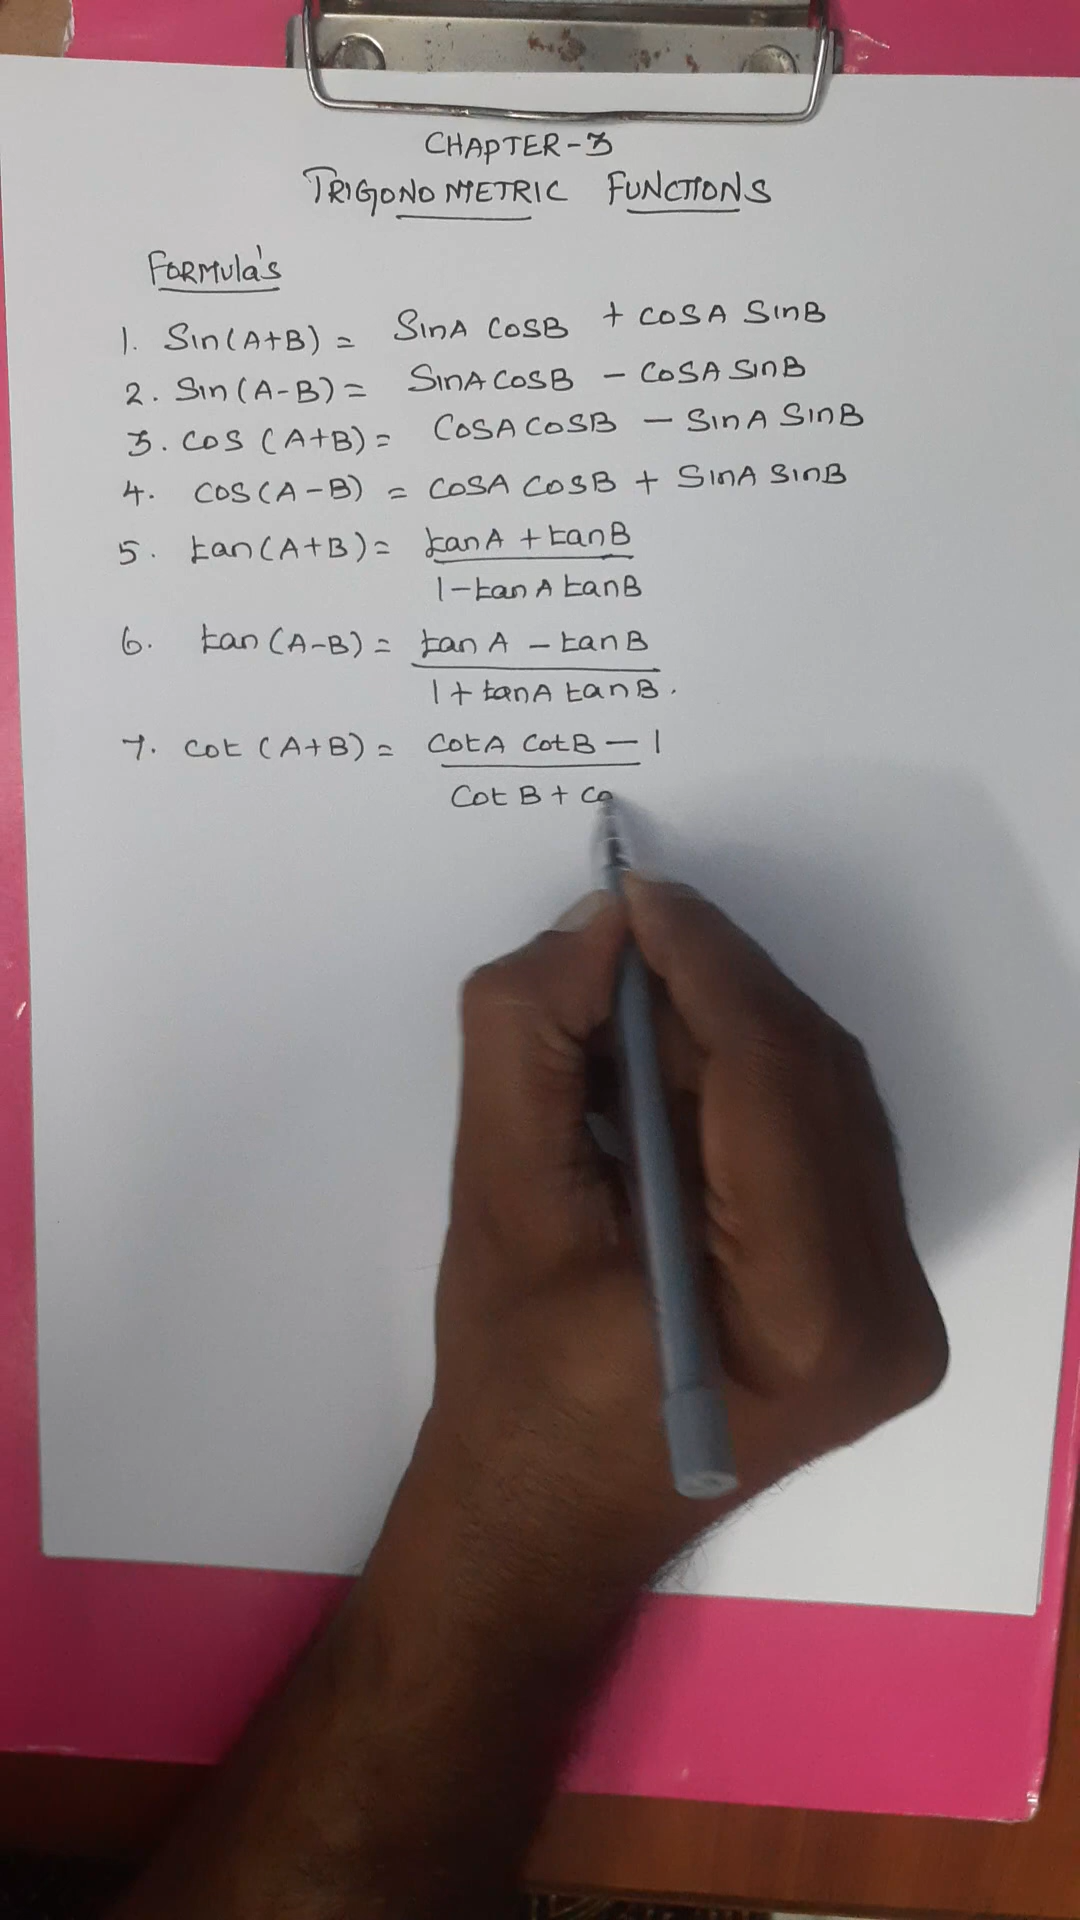 CHAPTER-3
TRIGONOMETRIC FUNCTIONS
FORMULa's
1. Sin(A+B) = SinA COSB + COSA SinB
2. Sin(A-B) = SinA COSB - COSA SinB
3. COS (A+B) = COSA COSB - SinA SinB
4. COS(A-B) = COSA COSB + SinA SinB
5. tan(A+B) = tanA + tanB
1-tanA tanB
6. tan(A-B) = tanA - tanB
1 + tanA tanB.
7. Cot (A+B) = CotA CotB - 1
Cot B + Co